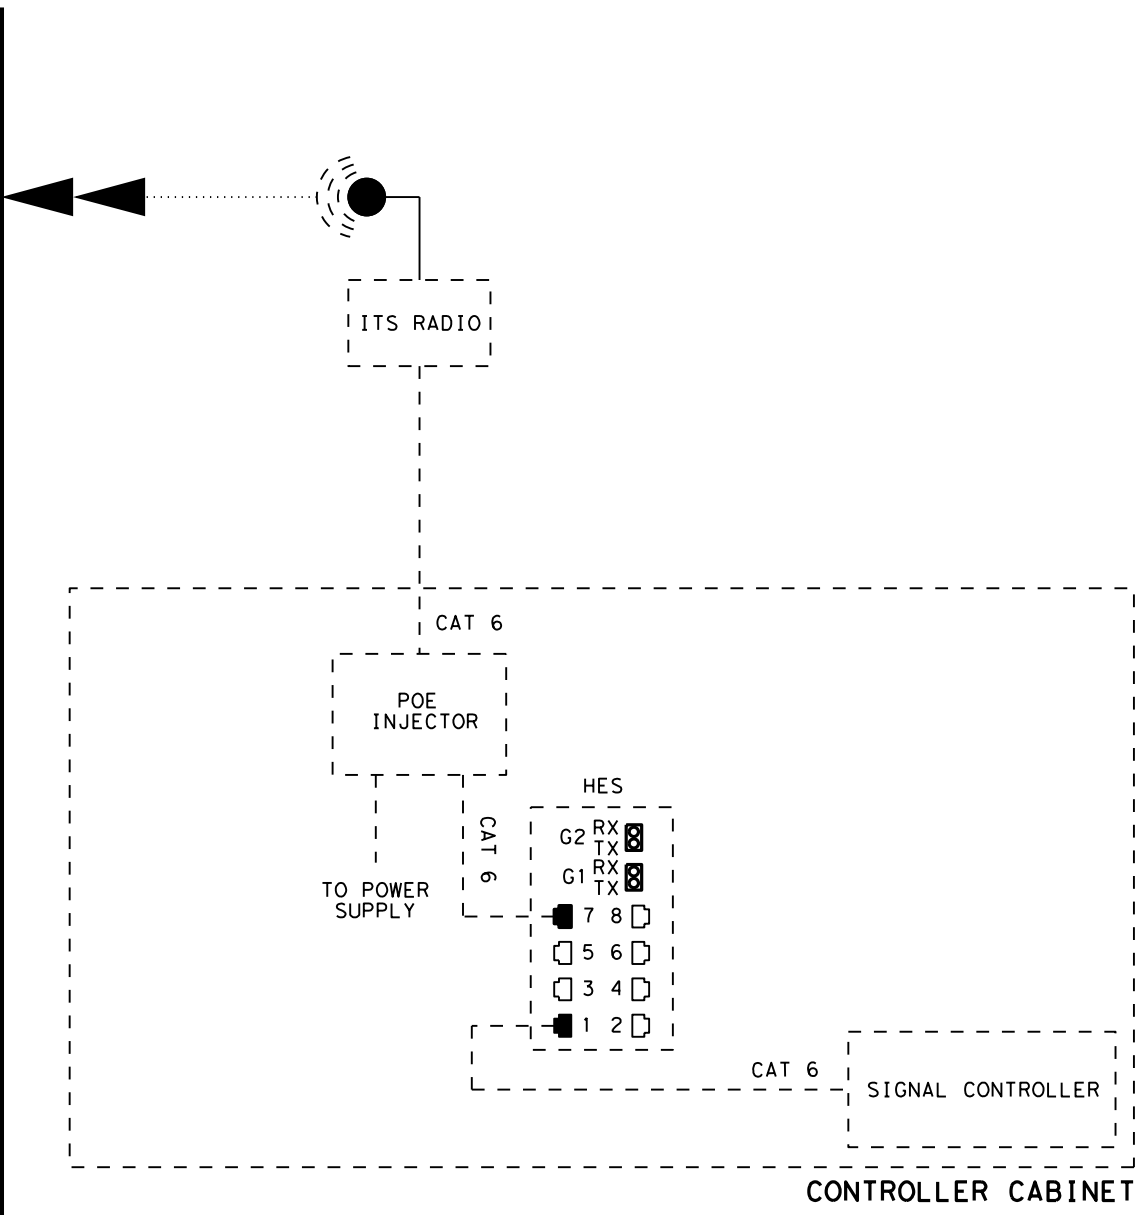 ITS RADIO
CAT 6
POE
INJECTOR
HES
CAT 6
G2 RX
TX
G1 RX
TX
TO POWER
SUPPLY
7 8
5 6
3 4
1 2
CAT 6
SIGNAL CONTROLLER
CONTROLLER CABINET